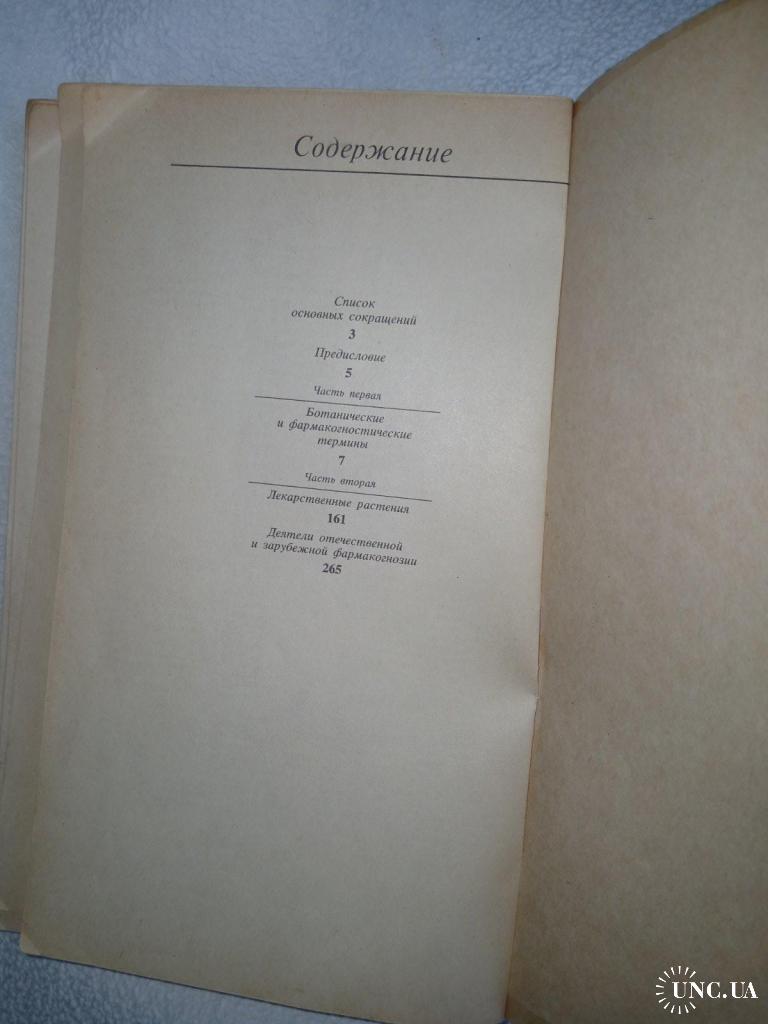 Содержание
Список
основных сокращений
3
Предисловие
5
Часть первая
Ботанические
и фармакогностические
термины
7
Часть вторая
Лекарственные растения
161
Деятели отечественной
и зарубежной фармакогнозии
265
UNC.UA